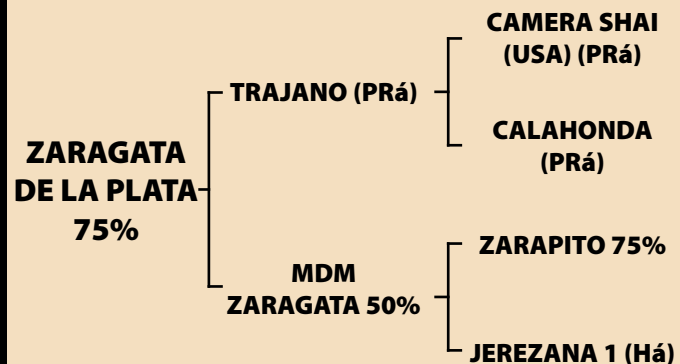 ZARAGATA
DE LA PLATA
75%
TRAJANO (PRá)
CAMERA SHAI
(USA) (PRá)
CALAHONDA
(PRá)
MDM
ZARAGATA 50%
ZARAPITO 75%
JEREZANA 1 (Há)